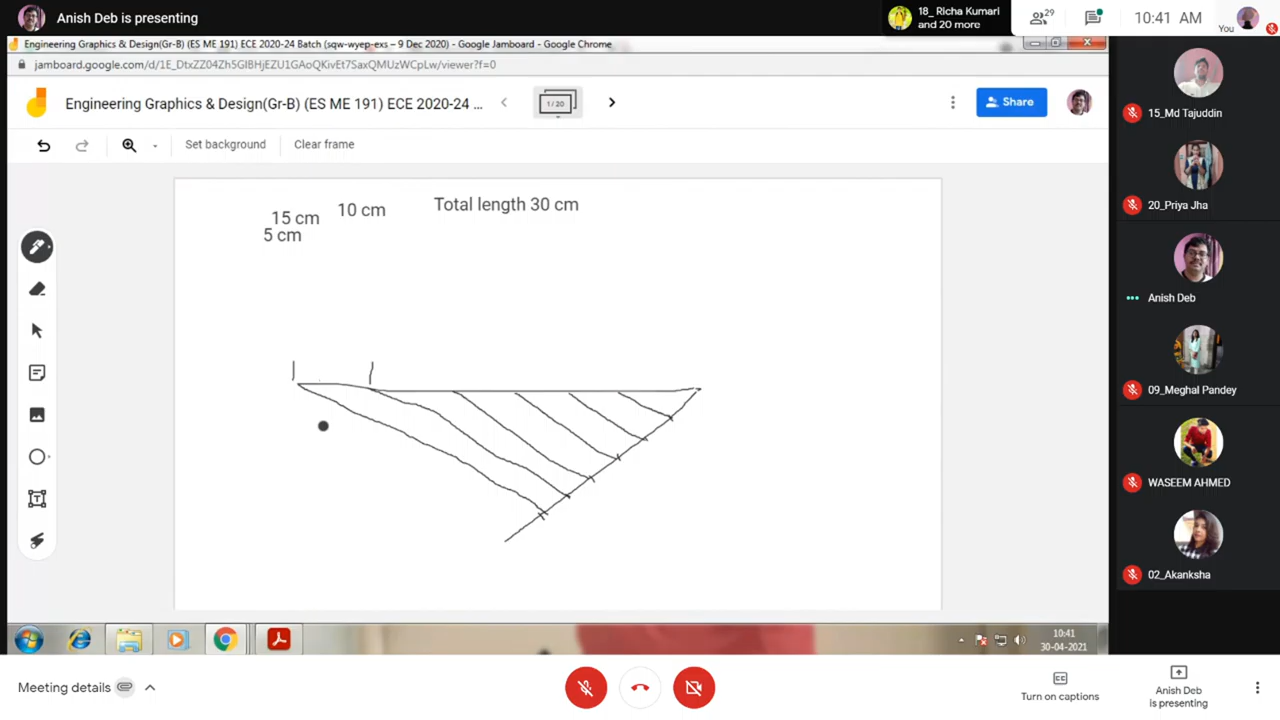 Anish Deb is presenting
18_ Richa Kumari
and 20 more
29
10:41 AM
You
Engineering Graphics & Design(Gr-B) (ES ME 191) ECE 2020-24 Batch (sqw-wyep-exs – 9 Dec 2020) - Google Jamboard - Google Chrome
jamboard.google.com/d/1E_DtxZZ04Zh5GIBHjEZU1GAoQKivEt7SaxQMUzWCpLw/viewer?f=0
Engineering Graphics & Design(Gr-B) (ES ME 191) ECE 2020-24 ...
1/20
Share
Set background
Clear frame
15 cm
10 cm
Total length 30 cm
5 cm
15_Md Tajuddin
20_Priya Jha
Anish Deb
09_Meghal Pandey
WASEEM AHMED
02_Akanksha
10:41
30-04-2021
Meeting details
Turn on captions
Anish Deb
is presenting